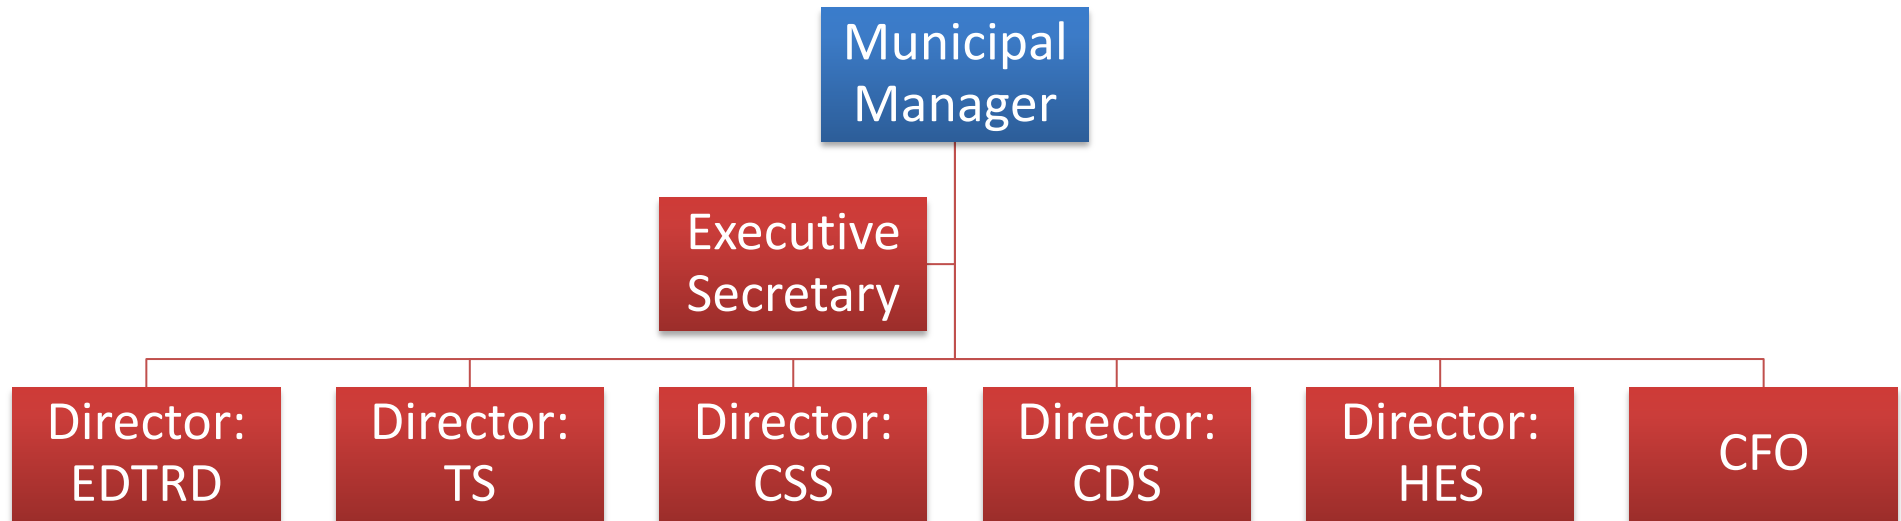 Municipal
Manager
Executive
Secretary
Director:
EDTRD
Director:
TS
Director:
CSS
Director:
CDS
Director:
HES
CFO